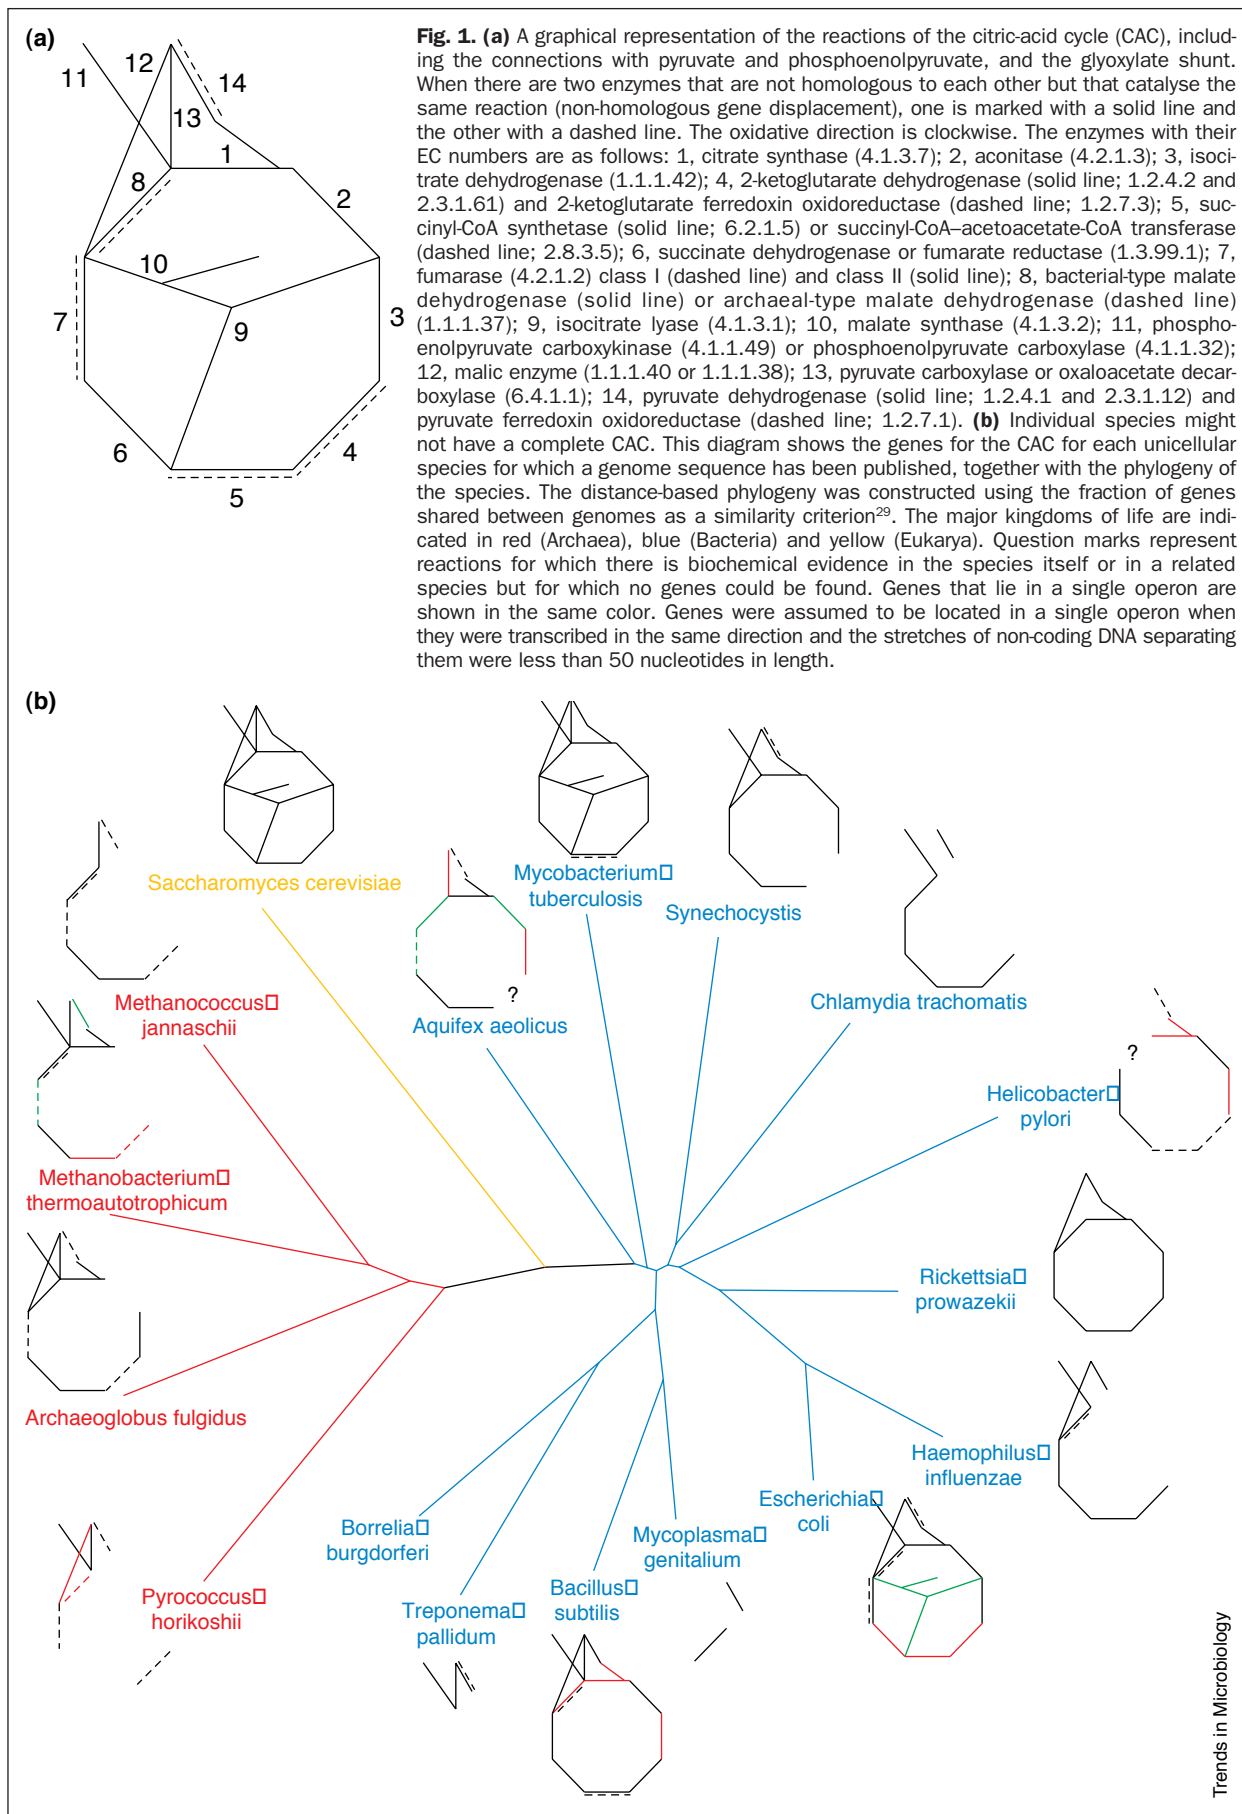 (a)
12
11
14
13
1
8
2
10
7
9
3
6
4
5
Fig. 1. (a) A graphical representation of the reactions of the citric-acid cycle (CAC), includ-
ing the connections with pyruvate and phosphoenolpyruvate, and the glyoxylate shunt.
When there are two enzymes that are not homologous to each other but that catalyse the
same reaction (non-homologous gene displacement), one is marked with a solid line and
the other with a dashed line. The oxidative direction is clockwise. The enzymes with their
EC numbers are as follows: 1, citrate synthase (4.1.3.7); 2, aconitase (4.2.1.3); 3, isoci-
trate dehydrogenase (1.1.1.42); 4, 2-ketoglutarate dehydrogenase (solid line; 1.2.4.2 and
2.3.1.61) and 2-ketoglutarate ferredoxin oxidoreductase (dashed line; 1.2.7.3); 5, suc-
cinyl-CoA synthetase (solid line; 6.2.1.5) or succinyl-CoA–acetoacetate-CoA transferase
(dashed line; 2.8.3.5); 6, succinate dehydrogenase or fumarate reductase (1.3.99.1); 7,
fumarase (4.2.1.2) class I (dashed line) and class II (solid line); 8, bacterial-type malate
dehydrogenase (solid line) or archaeal-type malate dehydrogenase (dashed line)
(1.1.1.37); 9, isocitrate lyase (4.1.3.1); 10, malate synthase (4.1.3.2); 11, phospho-
enolpyruvate carboxykinase (4.1.1.49) or phosphoenolpyruvate carboxylase (4.1.1.32);
12, malic enzyme (1.1.1.40 or 1.1.1.38); 13, pyruvate carboxylase or oxaloacetate decar-
boxylase (6.4.1.1); 14, pyruvate dehydrogenase (solid line; 1.2.4.1 and 2.3.1.12) and
pyruvate ferredoxin oxidoreductase (dashed line; 1.2.7.1). (b) Individual species might
not have a complete CAC. This diagram shows the genes for the CAC for each unicellular
species for which a genome sequence has been published, together with the phylogeny of
the species. The distance-based phylogeny was constructed using the fraction of genes
shared between genomes as a similarity criterion29. The major kingdoms of life are indi-
cated in red (Archaea), blue (Bacteria) and yellow (Eukarya). Question marks represent
reactions for which there is biochemical evidence in the species itself or in a related
species but for which no genes could be found. Genes that lie in a single operon are
shown in the same color. Genes were assumed to be located in a single operon when
they were transcribed in the same direction and the stretches of non-coding DNA separating
them were less than 50 nucleotides in length.
(b)
Saccharomyces cerevisiae
Mycobacterium
tuberculosis
Synechocystis
?
Aquifex aeolicus
Chlamydia trachomatis
Methanococcus
jannaschii
?
Helicobacter
pylori
Methanobacterium
thermoautotrophicum
Rickettsia
prowazekii
Archaeoglobus fulgidus
Haemophilus
influenzae
Escherichia
coli
Borrelia
burgdorferi
Mycoplasma
genitalium
Pyrococcus
horikoshii
Treponema
pallidum
Bacillus
subtilis
Trends in Microbiology